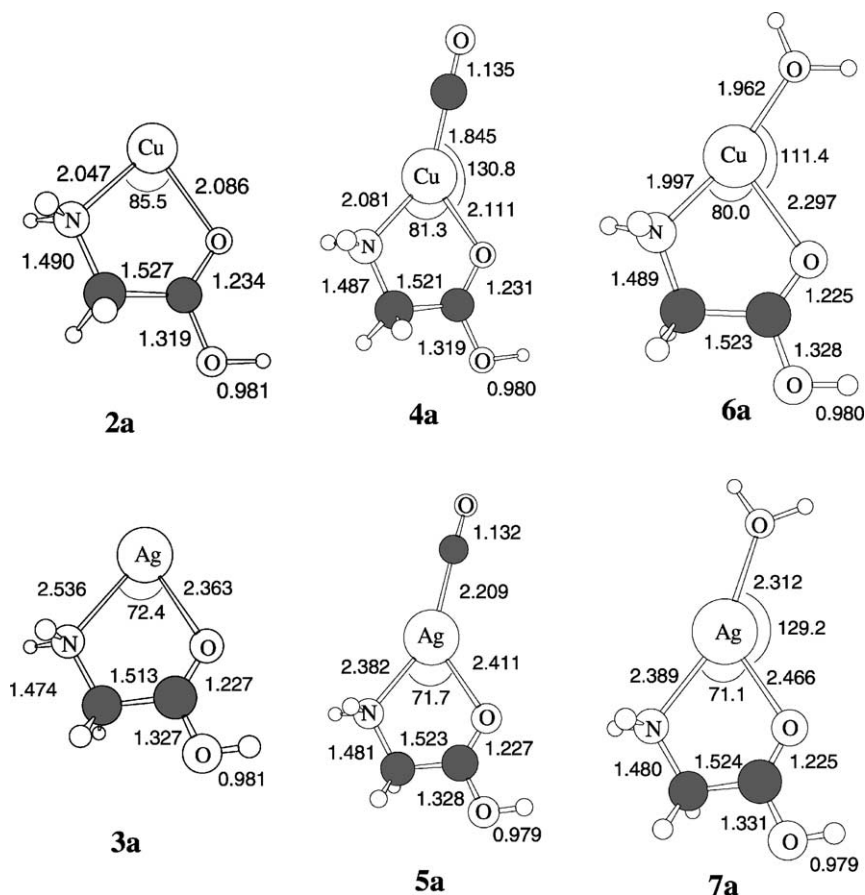 Cu
2.047
2.086
85.5
N
O
1.490
1.527
1.234
1.319
O
0.981
2a
O
1.135
1.845
Cu
130.8
2.081
2.111
81.3
N
O
1.487
1.521
1.231
1.319
O
0.980
4a
O
1.962
Cu
111.4
1.997
80.0
2.297
N
O
1.489
1.225
1.523
1.328
O
0.980
6a
Ag
2.536
2.363
72.4
N
O
1.474
1.513
1.227
1.327
O
0.981
3a
O
1.132
2.209
Ag
2.382
2.411
71.7
N
O
1.481
1.523
1.227
1.328
O
0.979
5a
O
2.312
Ag
129.2
2.389
2.466
71.1
N
O
1.480
1.524
1.225
1.331
O
0.979
7a